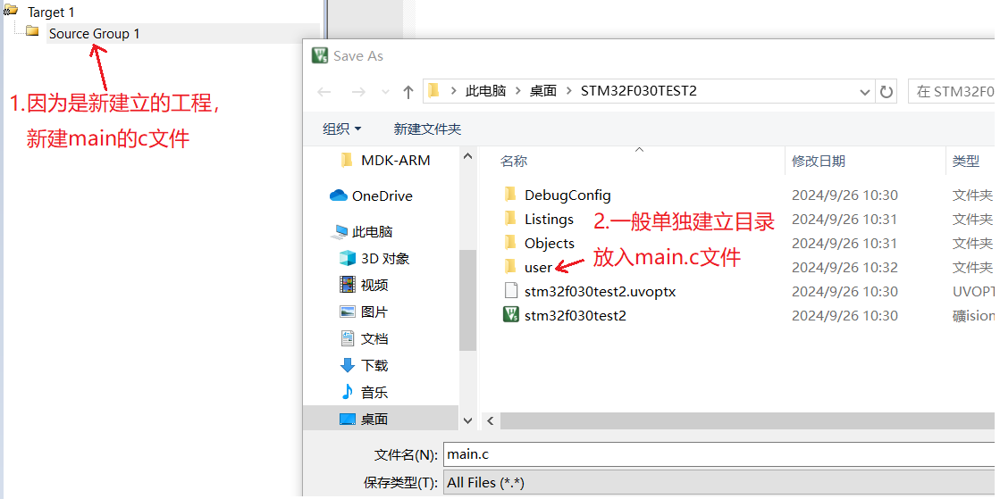 Target 1
Source Group 1
1.因为是新建立的工程，
新建main的c文件
Save As
此电脑 > 桌面 > STM32F030TEST2
在 STM32F0
组织
新建文件夹
MDK-ARM
OneDrive
此电脑
3D 对象
视频
图片
文档
下载
音乐
桌面
名称 修改日期 类型
DebugConfig 2024/9/26 10:30 文件夹
Listings 2024/9/26 10:31 文件夹
Objects 2024/9/26 10:31 文件夹
user 2024/9/26 10:32 文件夹
stm32f030test2.uvoptx 2024/9/26 10:30 UVOPT
stm32f030test2 2024/9/26 10:30 礦ision
2.一般单独建立目录
放入main.c文件
文件名(N): main.c
保存类型(T): All Files (*.*)